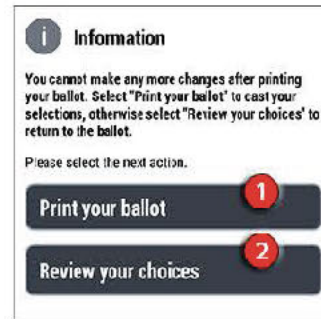 i Information
You cannot make any more changes after printing
your ballot. Select "Print your ballot" to cast your
selections, otherwise select "Review your choices" to
return to the ballot.
Please select the next action.
Print your ballot 1
Review your choices 2